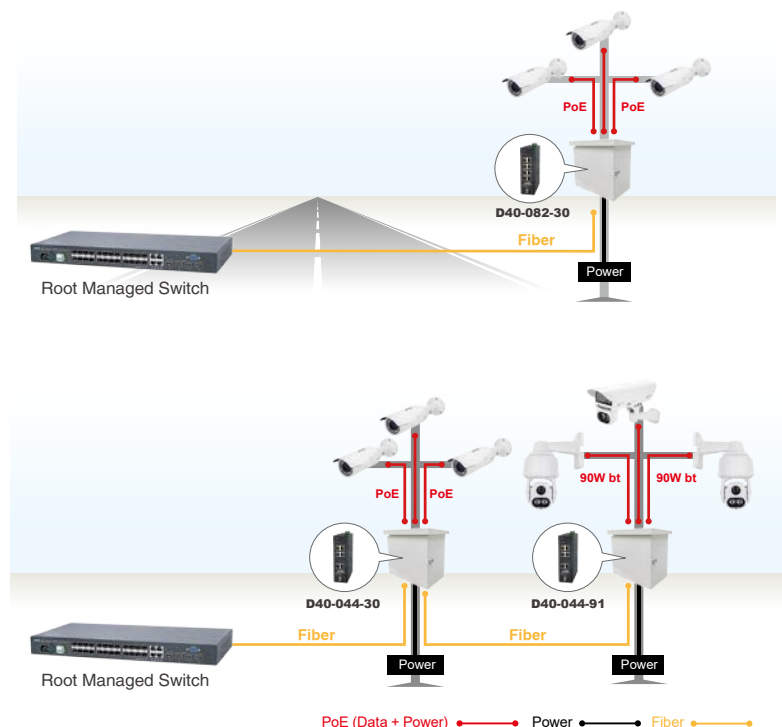 PoE
PoE
D40-082-30
Fiber
Power
Root Managed Switch
PoE
PoE
90W bt
90W bt
D40-044-30
D40-044-91
Fiber
Fiber
Power
Power
Root Managed Switch
PoE (Data + Power)
Power
Fiber